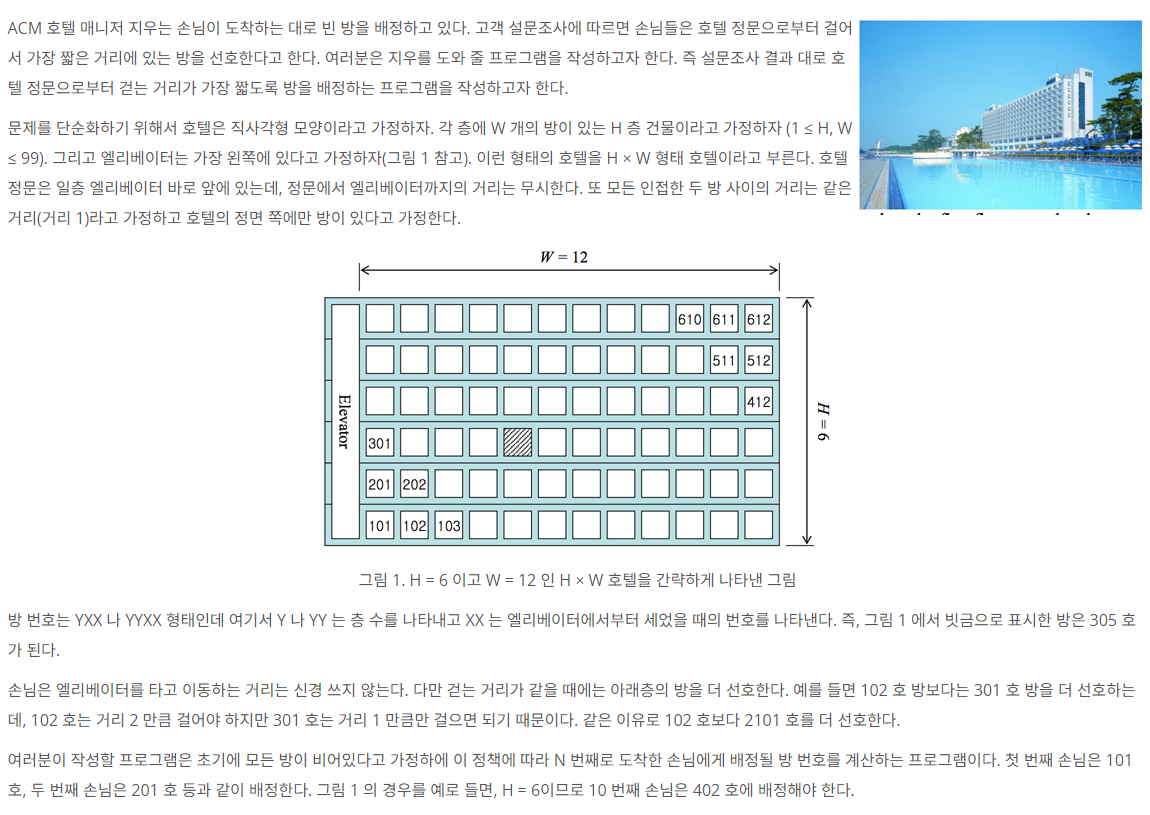 ACM 호텔 매니저 지우는 손님이 도착하는 대로 빈 방을 배정하고 있다. 고객 설문조사에 따르면 손님들은 호텔 정문으로부터 걸어
서 가장 짧은 거리에 있는 방을 선호한다고 한다. 여러분은 지우를 도와 줄 프로그램을 작성하고자 한다. 즉 설문조사 결과 대로 호
텔 정문으로부터 걷는 거리가 가장 짧도록 방을 배정하는 프로그램을 작성하고자 한다.
문제를 단순화하기 위해서 호텔은 직사각형 모양이라고 가정하자. 각 층에 W 개의 방이 있는 H 층 건물이라고 가정하자 (1 ≤ H, W
≤ 99). 그리고 엘리베이터는 가장 왼쪽에 있다고 가정하자(그림 1 참고). 이런 형태의 호텔을 H × W 형태 호텔이라고 부른다. 호텔
정문은 일층 엘리베이터 바로 앞에 있는데, 정문에서 엘리베이터까지의 거리는 무시한다. 또 모든 인접한 두 방 사이의 거리는 같은
거리(거리 1)라고 가정하고 호텔의 정면 쪽에만 방이 있다고 가정한다.
W = 12
610 611 612
511 512
412
301
201 202
101 102 103
Elevator
H = 6
그림 1. H = 6 이고 W = 12 인 H × W 호텔을 간략하게 나타낸 그림
방 번호는 YXX 나 YYXX 형태인데 여기서 Y 나 YY 는 층 수를 나타내고 XX 는 엘리베이터에서부터 세었을 때의 번호를 나타낸다. 즉, 그림 1 에서 빗금으로 표시한 방은 305 호
가 된다.
손님은 엘리베이터를 타고 이동하는 거리는 신경 쓰지 않는다. 다만 걷는 거리가 같을 때에는 아래층의 방을 더 선호한다. 예를 들면 102 호 방보다는 301 호 방을 더 선호하는
데, 102 호는 거리 2 만큼 걸어야 하지만 301 호는 거리 1 만큼만 걸으면 되기 때문이다. 같은 이유로 102 호보다 2101 호를 더 선호한다.
여러분이 작성할 프로그램은 초기에 모든 방이 비어있다고 가정하에 이 정책에 따라 N 번째로 도착한 손님에게 배정될 방 번호를 계산하는 프로그램이다. 첫 번째 손님은 101
호, 두 번째 손님은 201 호 등과 같이 배정한다. 그림 1 의 경우를 예로 들면, H = 6이므로 10 번째 손님은 402 호에 배정해야 한다.